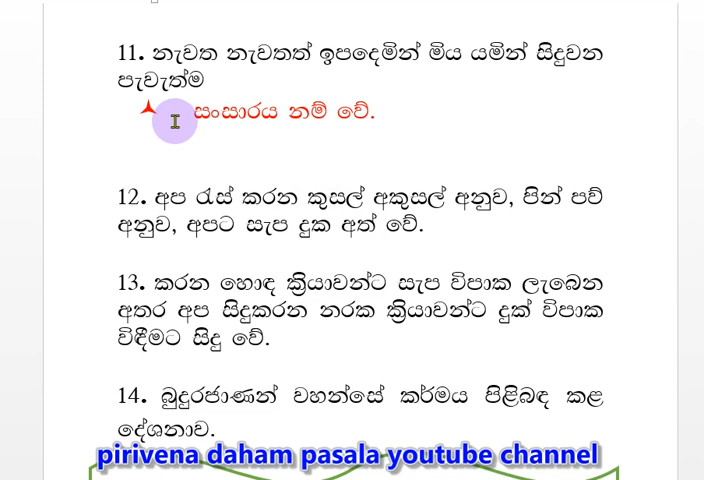 11. නැවත නැවතත් ඉපදෙමින් මිය යමින් සිදුවන
පැවැත්ම
සංසාරය නම් වේ.
12. අප රැස් කරන කුසල් අකුසල් අනුව, පින් පව්
අනුව, අපට සැප දුක අත් වේ.
13. කරන හොඳ ක්‍රියාවන්ට සැප විපාක ලැබෙන
අතර අප සිදුකරන නරක ක්‍රියාවන්ට දුක් විපාක
විඳීමට සිදු වේ.
14. බුදුරජාණන් වහන්සේ කර්මය පිළිබඳ කළ
දේශනාව.
pirivena daham pasala youtube channel